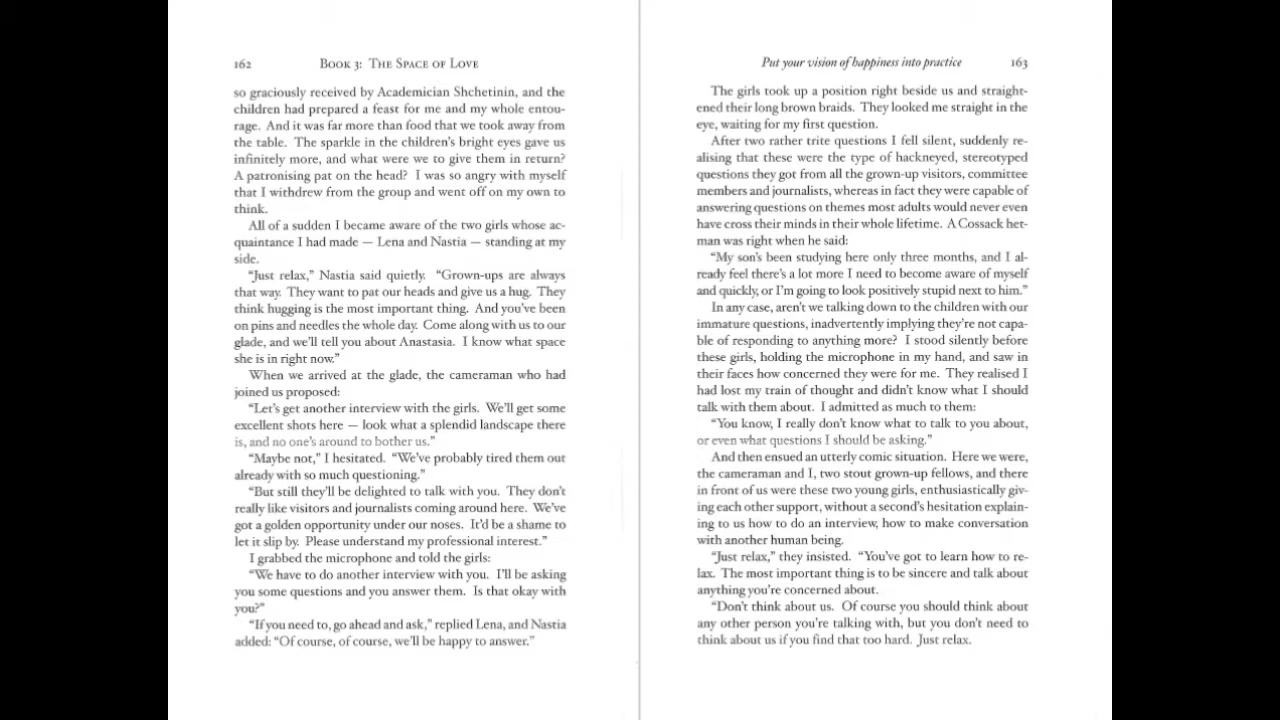 162 BOOK 3: THE SPACE OF LOVE
so graciously received by Academician Shchetinin, and the
children had prepared a feast for me and my whole entou-
rage. And it was far more than food that we took away from
the table. The sparkle in the children's bright eyes gave us
infinitely more, and what were we to give them in return?
A patronising pat on the head? I was so angry with myself
that I withdrew from the group and went off on my own to
think.
All of a sudden I became aware of the two girls whose ac-
quaintance I had made — Lena and Nastia — standing at my
side.
"Just relax," Nastia said quietly. "Grown-ups are always
that way. They want to pat our heads and give us a hug. They
think hugging is the most important thing. And you've been
on pins and needles the whole day. Come along with us to our
glade, and we'll tell you about Anastasia. I know what space
she is in right now."
When we arrived at the glade, the cameraman who had
joined us proposed:
"Let's get another interview with the girls. We'll get some
excellent shots here — look what a splendid landscape there
is, and no one's around to bother us."
"Maybe not," I hesitated. "We've probably tired them out
already with so much questioning."
"But still they'll be delighted to talk with you. They don't
really like visitors and journalists coming around here. We've
got a golden opportunity under our noses. It'd be a shame to
let it slip by. Please understand my professional interest."
I grabbed the microphone and told the girls:
"We have to do another interview with you. I'll be asking
you some questions and you answer them. Is that okay with
you?"
"If you need to, go ahead and ask," replied Lena, and Nastia
added: "Of course, of course, we'll be happy to answer."
Put your vision of happiness into practice 163
The girls took up a position right beside us and straight-
ened their long brown braids. They looked me straight in the
eye, waiting for my first question.
After two rather trite questions I fell silent, suddenly re-
alising that these were the type of hackneyed, stereotyped
questions they got from all the grown-up visitors, committee
members and journalists, whereas in fact they were capable of
answering questions on themes most adults would never even
have cross their minds in their whole lifetime. A Cossack het-
man was right when he said:
"My son's been studying here only three months, and I al-
ready feel there's a lot more I need to become aware of myself
and quickly, or I'm going to look positively stupid next to him."
In any case, aren't we talking down to the children with our
immature questions, inadvertently implying they're not capa-
ble of responding to anything more? I stood silently before
these girls, holding the microphone in my hand, and saw in
their faces how concerned they were for me. They realised I
had lost my train of thought and didn't know what I should
talk with them about. I admitted as much to them:
"You know, I really don't know what to talk to you about,
or even what questions I should be asking."
And then ensued an utterly comic situation. Here we were,
the cameraman and I, two stout grown-up fellows, and there
in front of us were these two young girls, enthusiastically giv-
ing each other support, without a second's hesitation explain-
ing to us how to do an interview, how to make conversation
with another human being.
"Just relax," they insisted. "You've got to learn how to re-
lax. The most important thing is to be sincere and talk about
anything you're concerned about.
"Don't think about us. Of course you should think about
any other person you're talking with, but you don't need to
think about us if you find that too hard. Just relax.